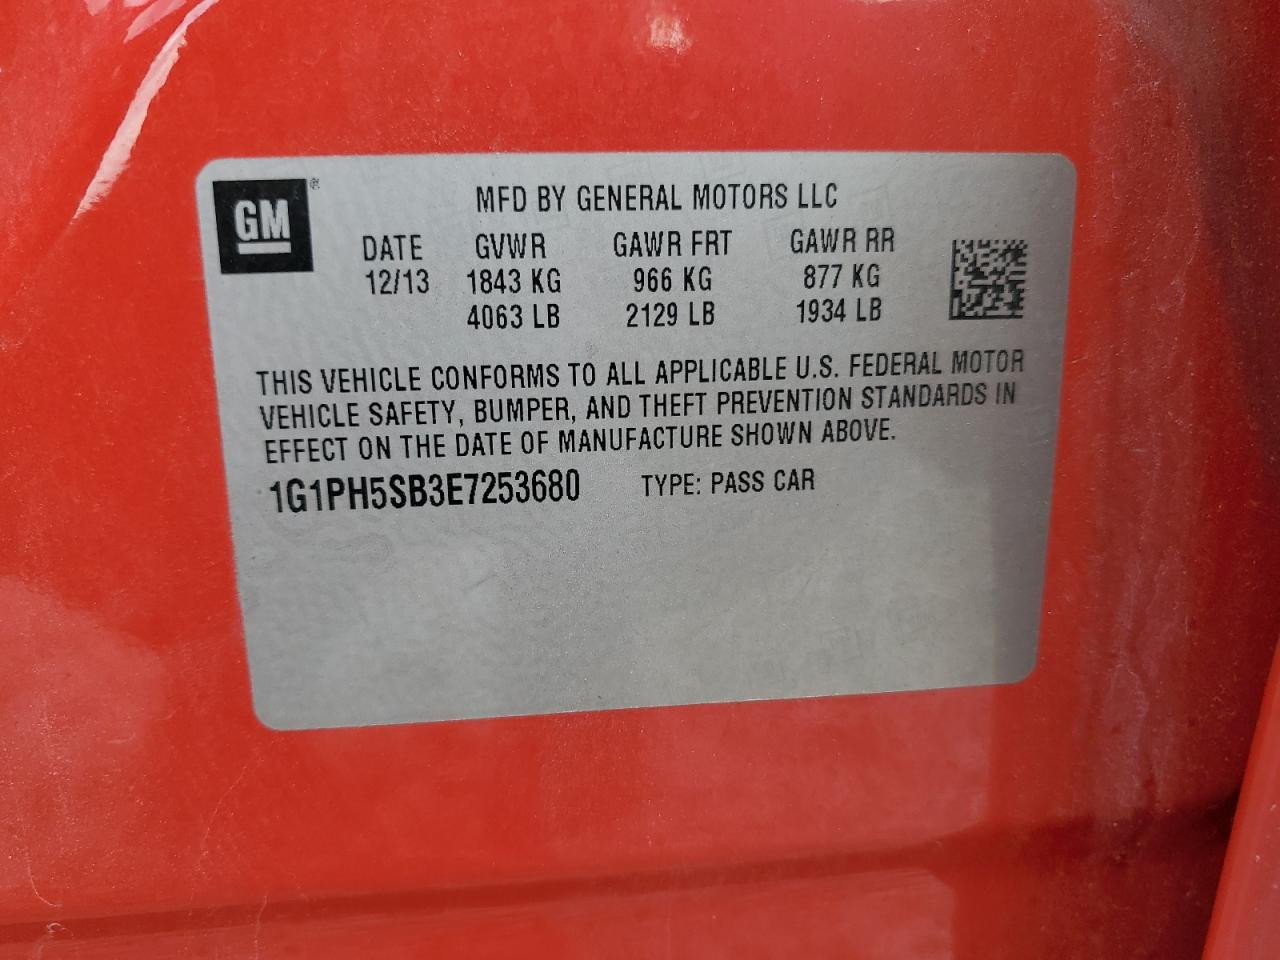 GM®
MFD BY GENERAL MOTORS LLC
DATE GVWR GAWR FRT GAWR RR
12/13 1843 KG 966 KG 877 KG
4063 LB 2129 LB 1934 LB
THIS VEHICLE CONFORMS TO ALL APPLICABLE U.S. FEDERAL MOTOR
VEHICLE SAFETY, BUMPER, AND THEFT PREVENTION STANDARDS IN
EFFECT ON THE DATE OF MANUFACTURE SHOWN ABOVE.
1G1PH5SB3E7253680 TYPE: PASS CAR